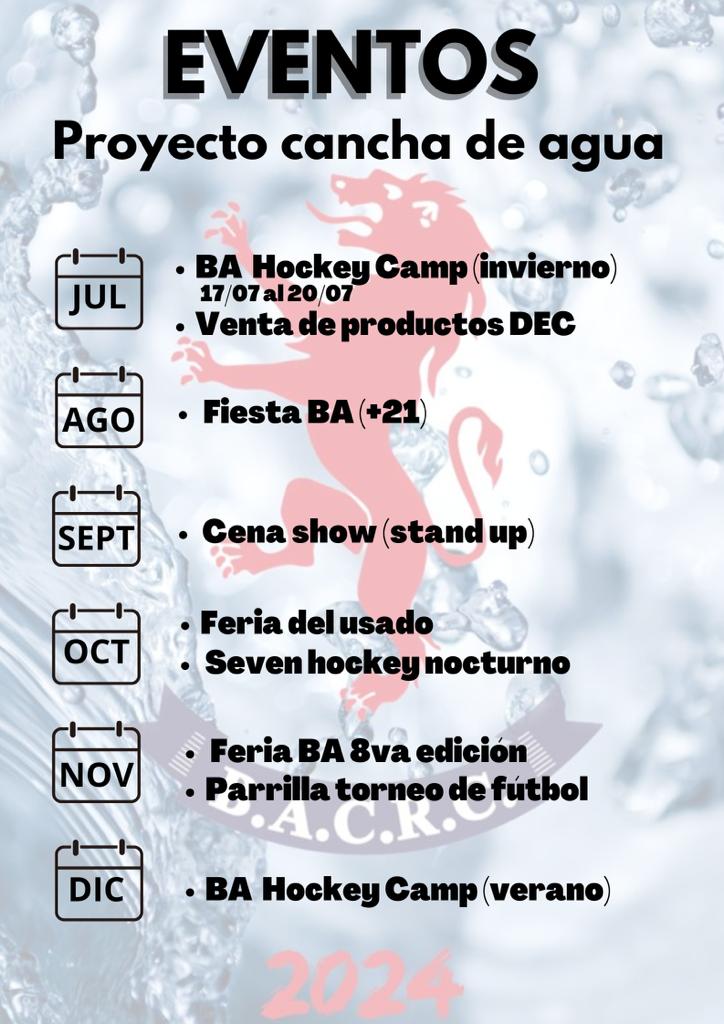 EVENTOS
Proyecto cancha de agua
JUL
• BA Hockey Camp (invierno)
17/07 al 20/07
• Venta de productos DEC
AGO
• Fiesta BA (+21)
SEPT
• Cena show (stand up)
OCT
• Feria del usado
• Seven hockey nocturno
NOV
• Feria BA 8va edición
• Parrilla torneo de fútbol
B.A.C.R.C.
DIC
• BA Hockey Camp (verano)
2024